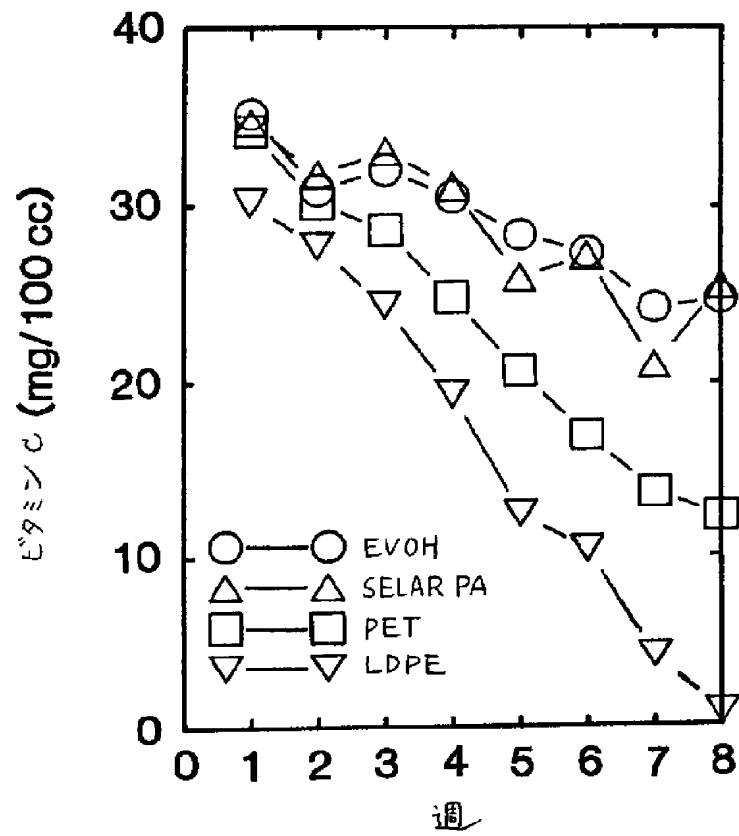 40
30
20
10
0
ビタミンC (mg/100cc)
EVOH
SELAR PA
PET
LDPE
0 1 2 3 4 5 6 7 8
週